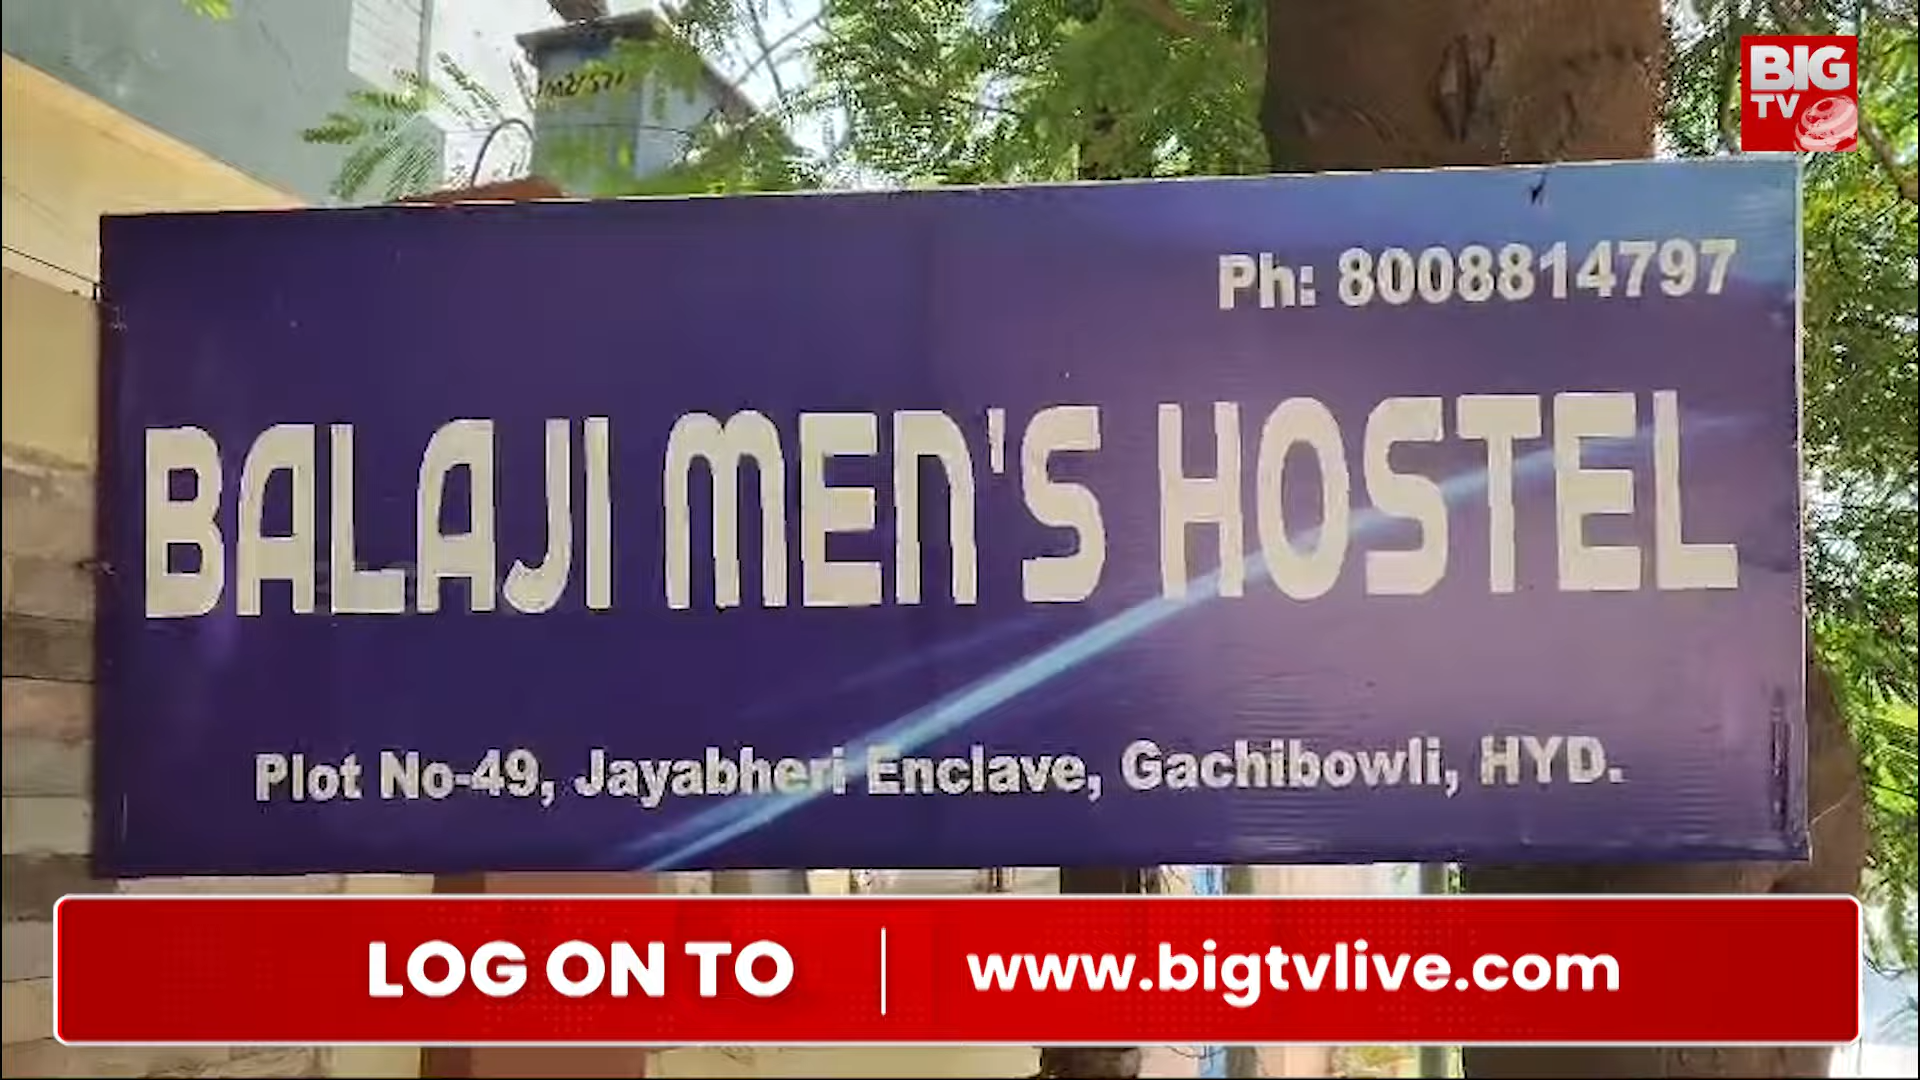 BIG
TV
Ph: 8008814797
BALAJI MEN'S HOSTEL
Plot No-49, Jayabheri Enclave, Gachibowli, HYD.
LOG ON TO | www.bigtvlive.com